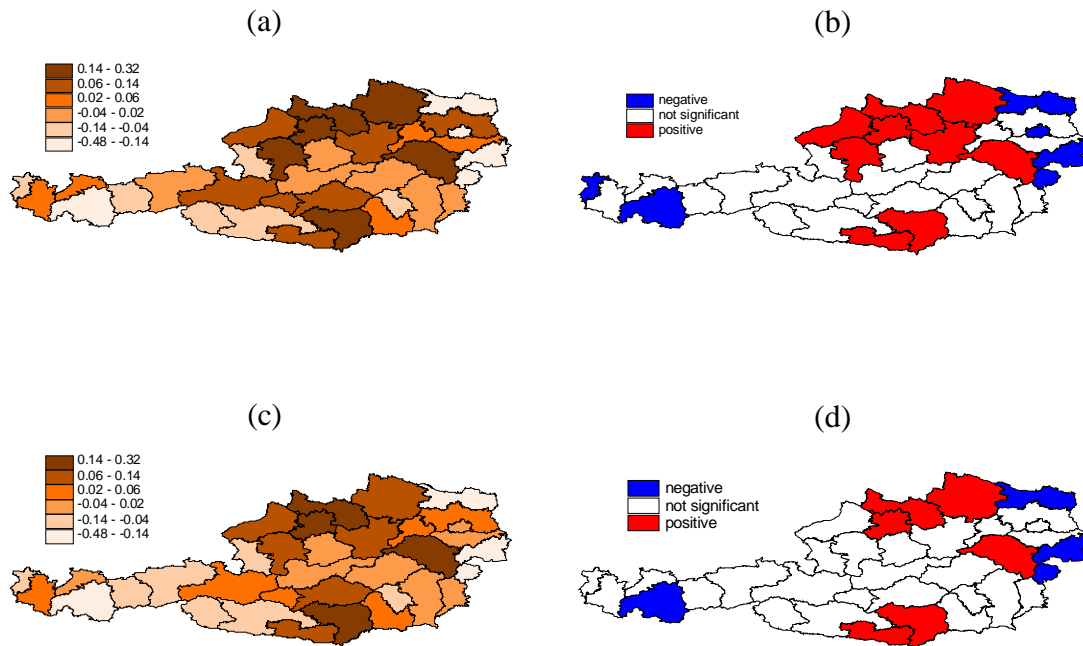 (a)
0.14 - 0.32
0.06 - 0.14
0.02 - 0.06
-0.04 - 0.02
-0.14 - -0.04
-0.48 - -0.14
(b)
negative
not significant
positive
(c)
0.14 - 0.32
0.06 - 0.14
0.02 - 0.06
-0.04 - 0.02
-0.14 - -0.04
-0.48 - -0.14
(d)
negative
not significant
positive